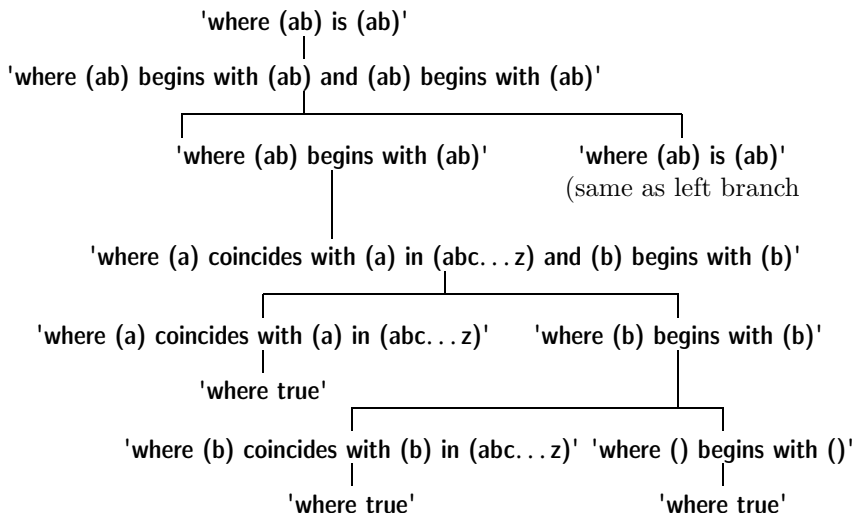 'where (ab) is (ab)'
'where (ab) begins with (ab) and (ab) begins with (ab)'
'where (ab) begins with (ab)' 'where (ab) is (ab)'
(same as left branch
'where (a) coincides with (a) in (abc...z) and (b) begins with (b)'
'where (a) coincides with (a) in (abc...z)' 'where (b) begins with (b)'
'where true'
'where (b) coincides with (b) in (abc...z)' 'where () begins with ()'
'where true' 'where true'